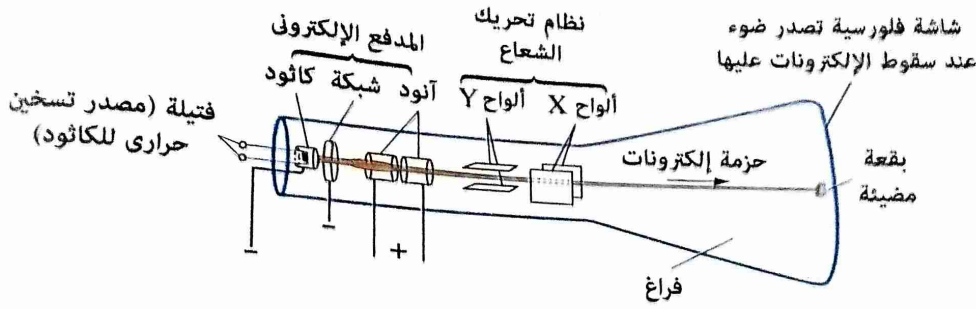 شاشة فلورسية تصدر ضوء
عند سقوط الإلكترونات عليها
نظام تحريك
الشعاع
ألواح X ألواح Y
المدفع الإلكترونى
آنود شبكة كاثود
فتيلة (مصدر تسخين
حرارى للكاثود)
حزمة إلكترونات
بقعة
مضيئة
فراغ
−
−
+